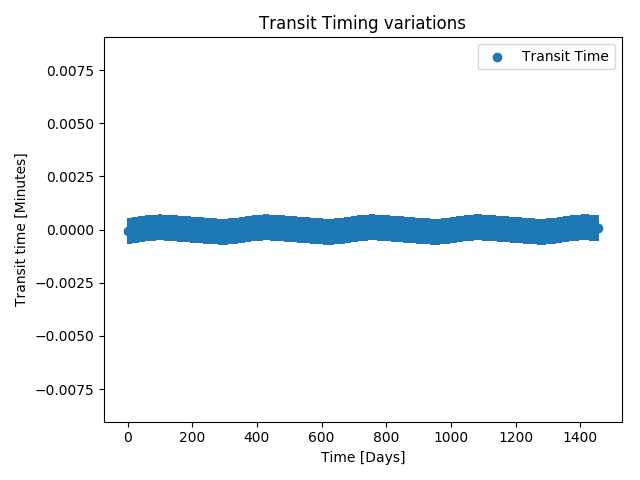 Transit Timing variations
Transit Time
Transit time [Minutes]
0.0075
0.0050
0.0025
0.0000
−0.0025
−0.0050
−0.0075
0 200 400 600 800 1000 1200 1400
Time [Days]